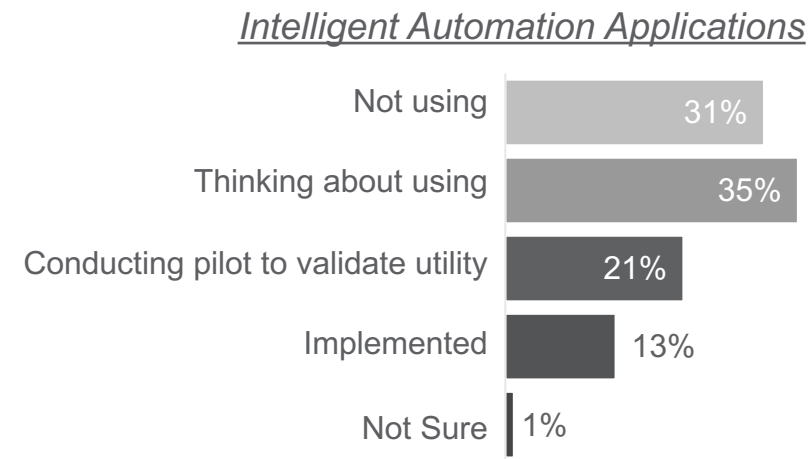 Intelligent Automation Applications
Not using 31%
Thinking about using 35%
Conducting pilot to validate utility 21%
Implemented 13%
Not Sure 1%